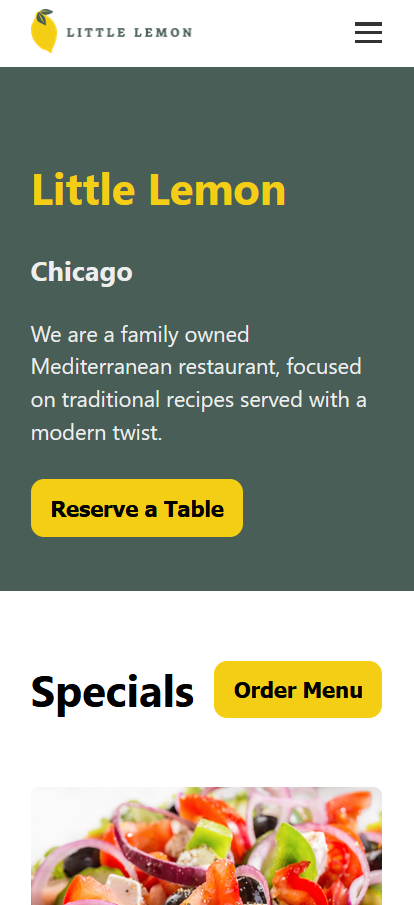 LITTLE LEMON
Little Lemon
Chicago
We are a family owned
Mediterranean restaurant, focused
on traditional recipes served with a
modern twist.
Reserve a Table
Specials
Order Menu